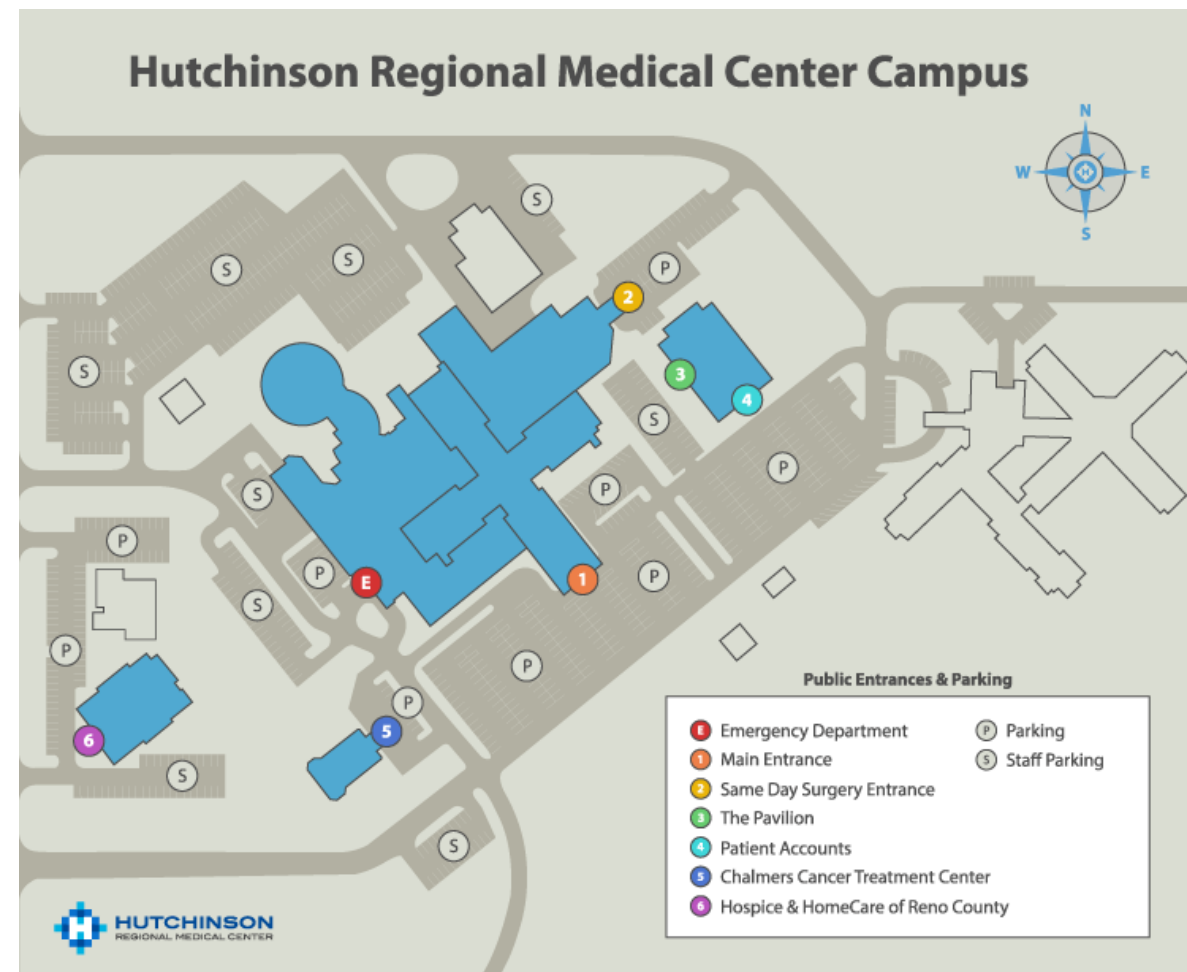 Hutchinson Regional Medical Center Campus
N
W
E
S
S
P
S
S
2
S
3
4
S
P
P
S
P
P
E
1
P
S
P
P
P
5
6
S
S
Public Entrances & Parking
E Emergency Department
P Parking
1 Main Entrance
S Staff Parking
2 Same Day Surgery Entrance
3 The Pavilion
4 Patient Accounts
5 Chalmers Cancer Treatment Center
6 Hospice & HomeCare of Reno County
H
HUTCHINSON
REGIONAL MEDICAL CENTER